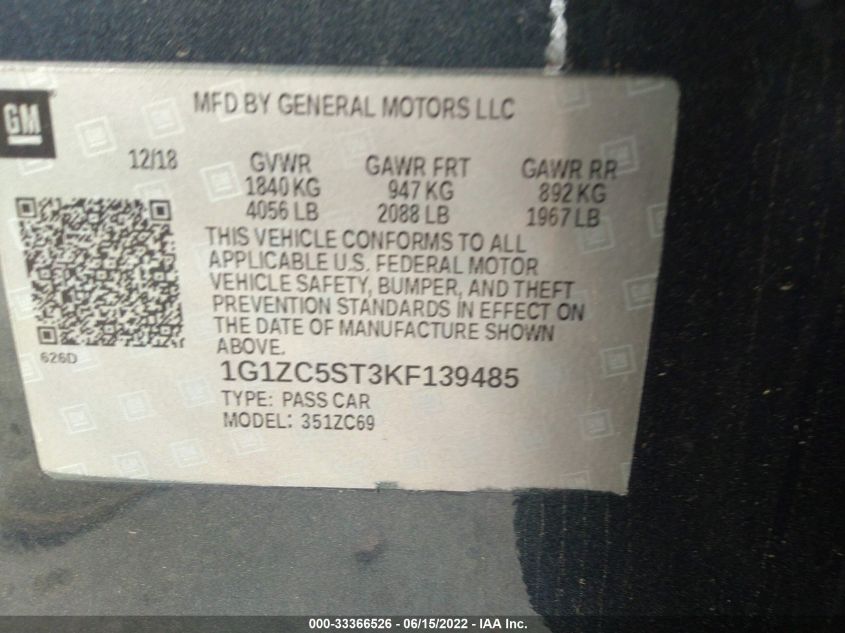 GM
MFD BY GENERAL MOTORS LLC
12/18 GVWR GAWR FRT GAWR RR
1840 KG 947 KG 892 KG
4056 LB 2088 LB 1967 LB
THIS VEHICLE CONFORMS TO ALL
APPLICABLE U.S. FEDERAL MOTOR
VEHICLE SAFETY, BUMPER, AND THEFT
PREVENTION STANDARDS IN EFFECT ON
THE DATE OF MANUFACTURE SHOWN
ABOVE.
626D
1G1ZC5ST3KF139485
TYPE: PASS CAR
MODEL: 351ZC69
000-33366526 - 06/15/2022 - IAA Inc.